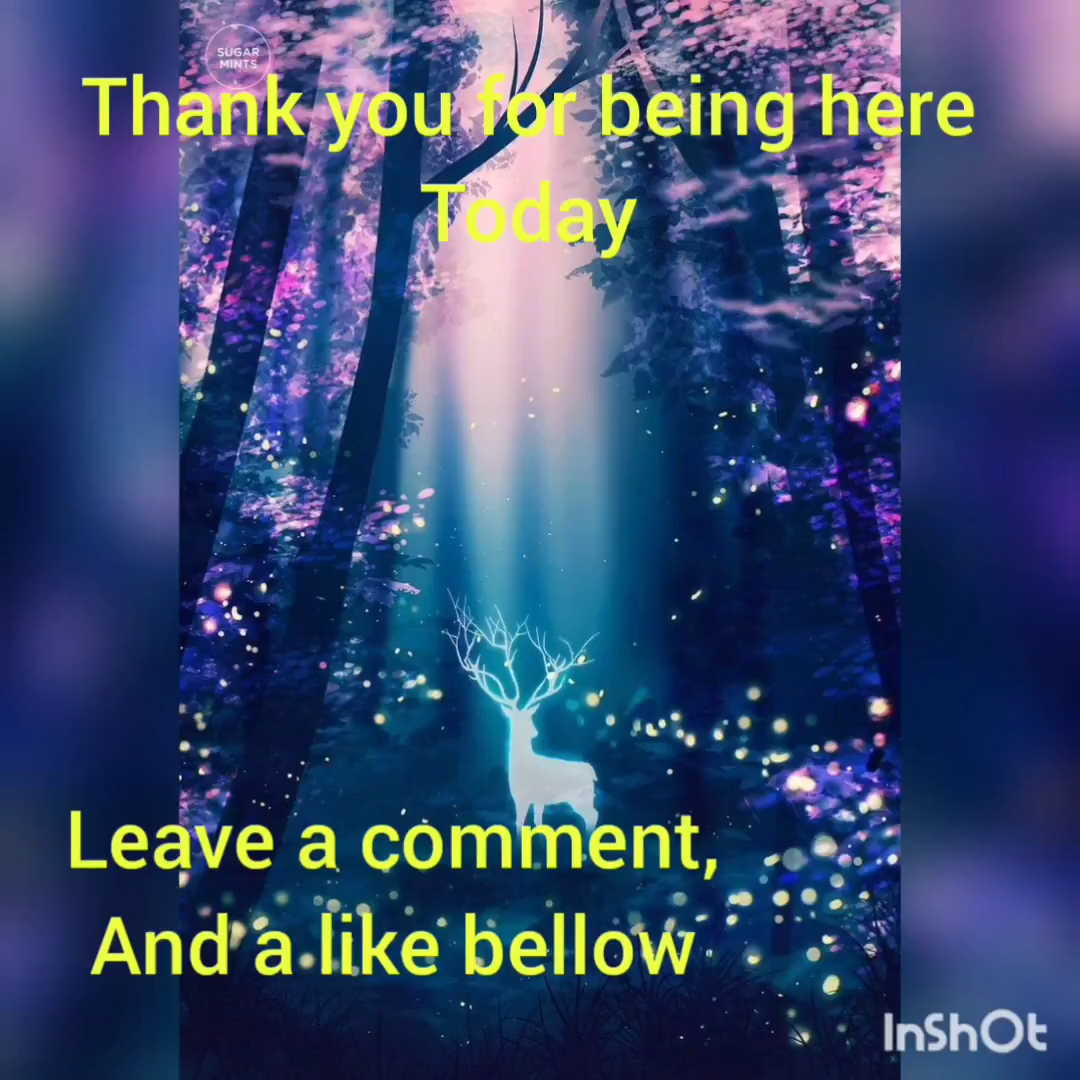 SUGAR
MINTS
Thank you for being here
Today
Leave a comment,
And a like bellow
InShOt